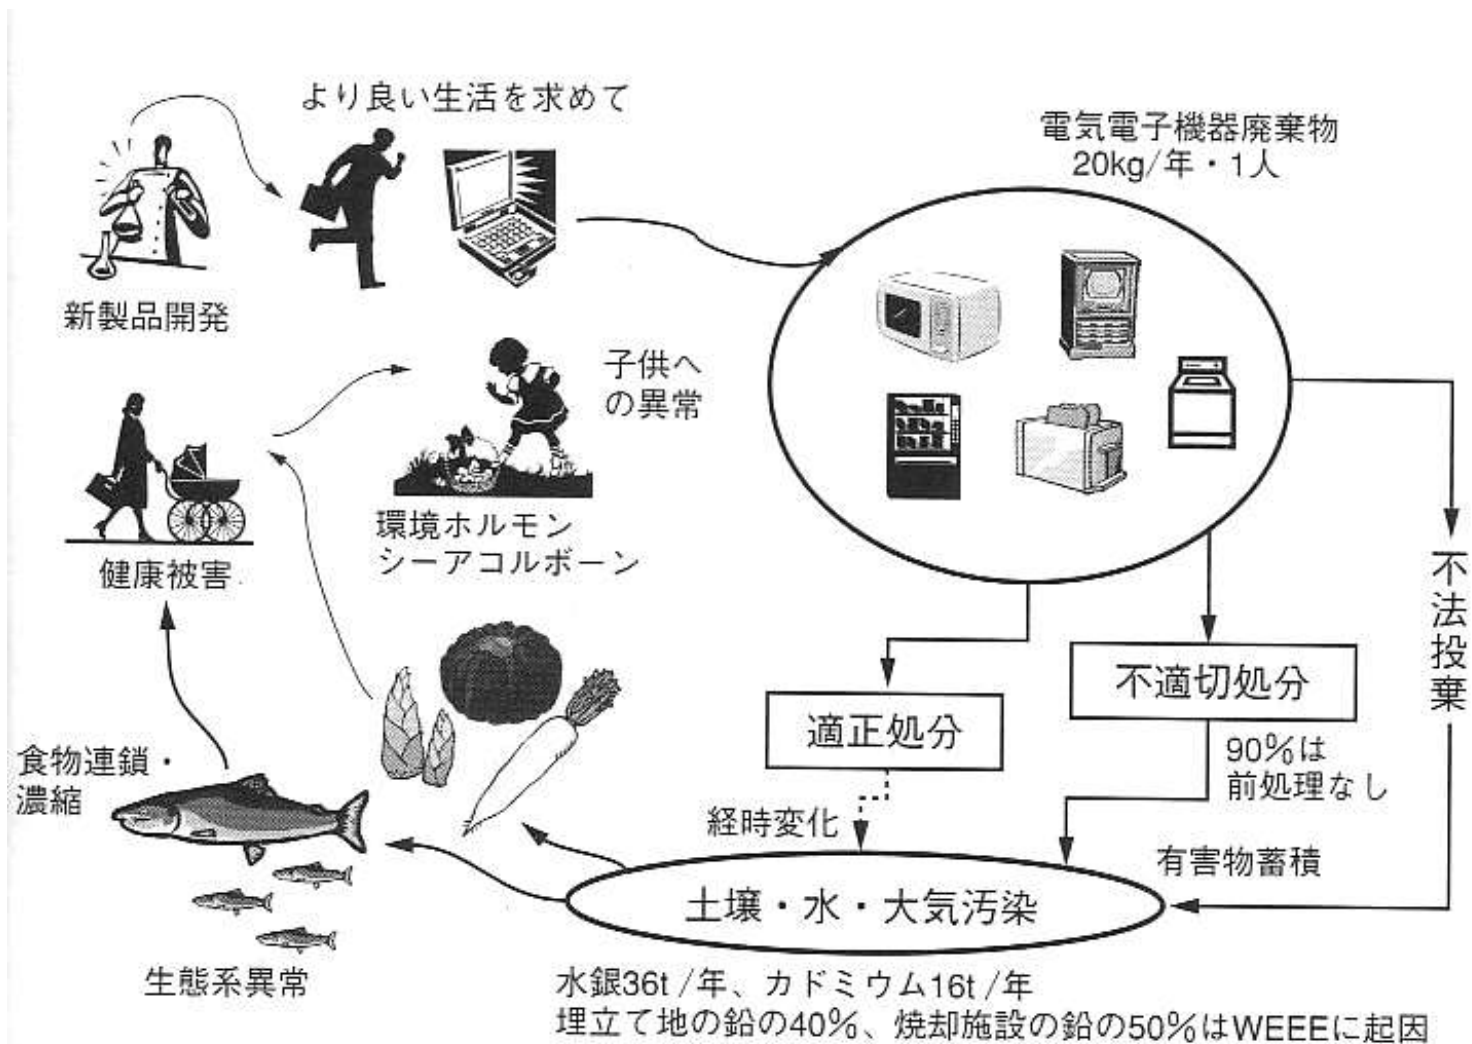 より良い生活を求めて
電気電子機器廃棄物
20kg/年・1人
新製品開発
子供へ
の異常
環境ホルモン
シーアコルボーン
健康被害
不法投棄
不適切処分
適正処分
90%は
前処理なし
食物連鎖・
濃縮
経時変化
有害物蓄積
土壌・水・大気汚染
生態系異常
水銀36t /年、カドミウム16t /年
埋立て地の鉛の40%、焼却施設の鉛の50%はWEEEに起因